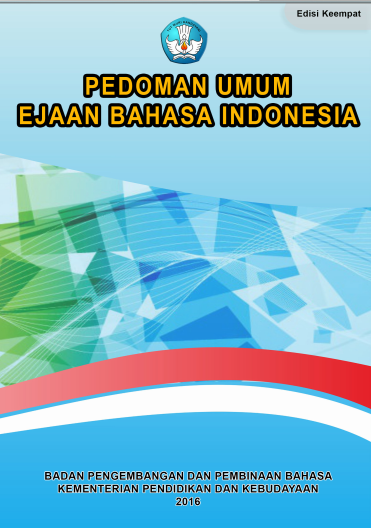 Edisi Keempat
PEDOMAN UMUM
EJAAN BAHASA INDONESIA
BADAN PENGEMBANGAN DAN PEMBINAAN BAHASA
KEMENTERIAN PENDIDIKAN DAN KEBUDAYAAN
2016